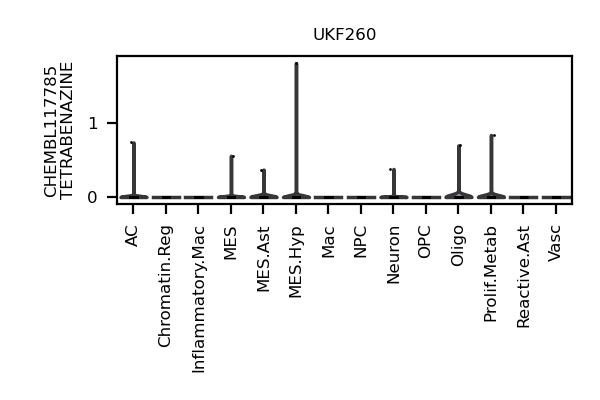 UKF260
CHEMBL117785
TETRABENAZINE
1
0
AC
Chromatin.Reg
Inflammatory.Mac
MES
MES.Ast
MES.Hyp
Mac
NPC
Neuron
OPC
Oligo
Prolif.Metab
Reactive.Ast
Vasc